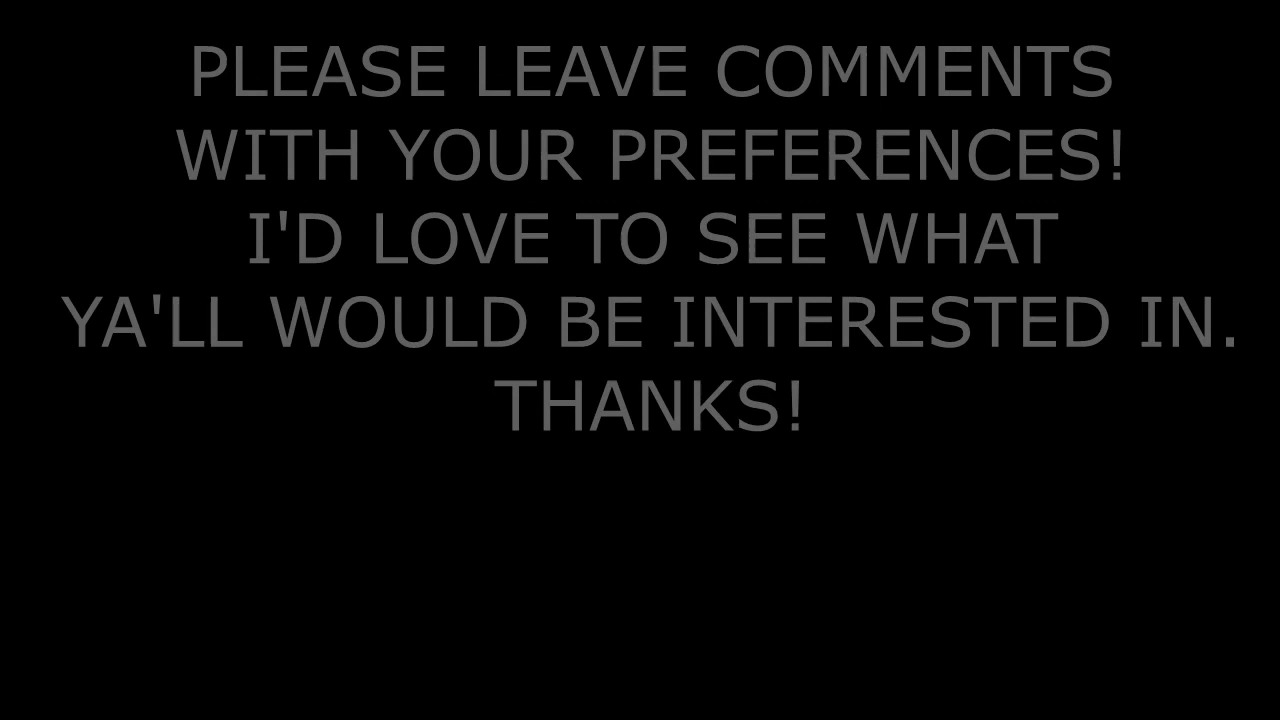 PLEASE LEAVE COMMENTS
WITH YOUR PREFERENCES!
I'D LOVE TO SEE WHAT
YA'LL WOULD BE INTERESTED IN.
THANKS!